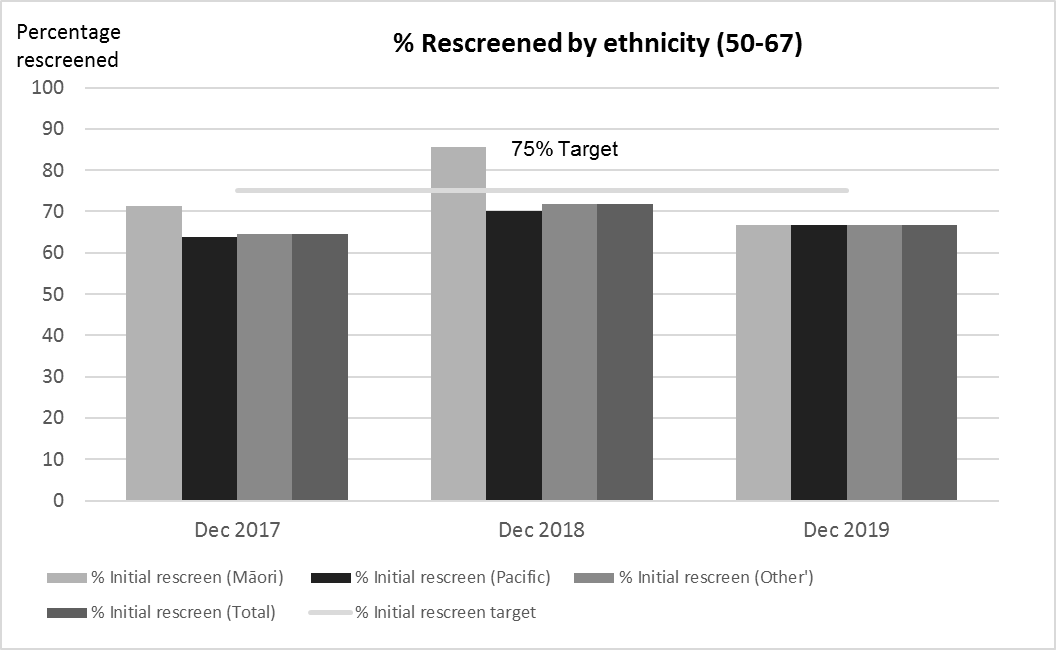 Percentage
rescreened
% Rescreened by ethnicity (50-67)
100
90
80
70
60
50
40
30
20
10
0
75% Target
Dec 2017
Dec 2018
Dec 2019
% Initial rescreen (Māori)
% Initial rescreen (Pacific)
% Initial rescreen (Other')
% Initial rescreen (Total)
% Initial rescreen target